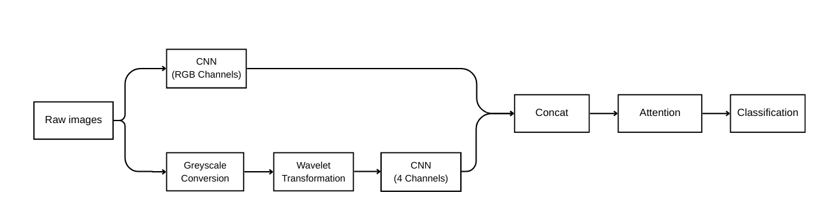 CNN
(RGB Channels)
Raw images
Concat
Attention
Classification
Greyscale
Conversion
Wavelet
Transformation
CNN
(4 Channels)